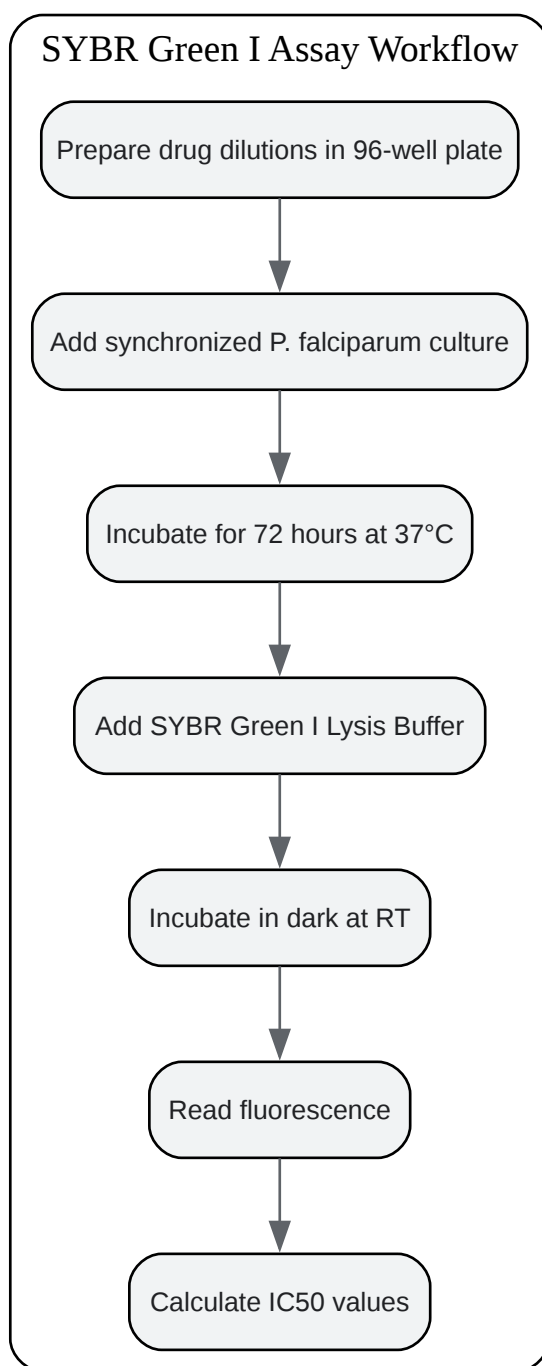 SYBR Green I Assay Workflow
Prepare drug dilutions in 96-well plate
Add synchronized P. falciparum culture
Incubate for 72 hours at 37°C
Add SYBR Green I Lysis Buffer
Incubate in dark at RT
Read fluorescence
Calculate IC50 values